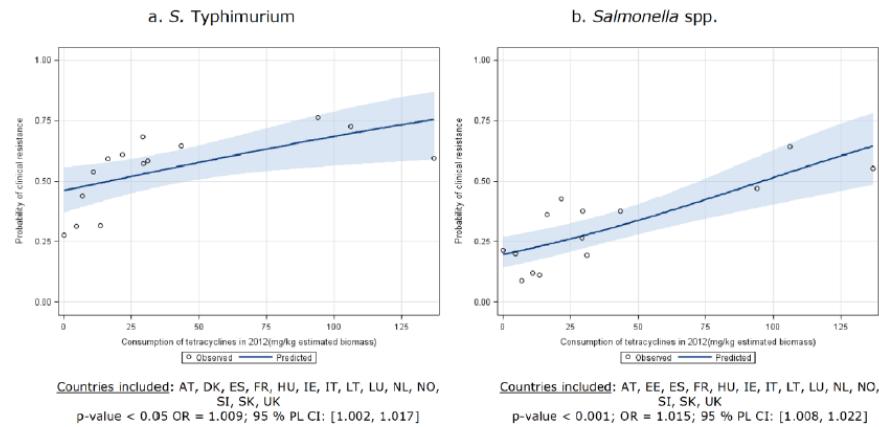 a. S. Typhimurium
1.00
0.75
0.50
0.25
0.00
Probability of clinical resistance
0 25 50 75 100 125
Consumption of tetracyclines in 2012(mg/kg estimated biomass)
Observed Predicted
Countries included: AT, DK, ES, FR, HU, IE, IT, LT, LU, NL, NO,
SI, SK, UK
p-value < 0.05 OR = 1.009; 95 % PL CI: [1.002, 1.017]
b. Salmonella spp.
1.00
0.75
0.50
0.25
0.00
Probability of clinical resistance
0 25 50 75 100 125
Consumption of tetracyclines in 2012(mg/kg estimated biomass)
Observed Predicted
Countries included: AT, EE, ES, FR, HU, IE, IT, LT, LU, NL, NO,
SI, SK, UK
p-value < 0.001; OR = 1.015; 95 % PL CI: [1.008, 1.022]